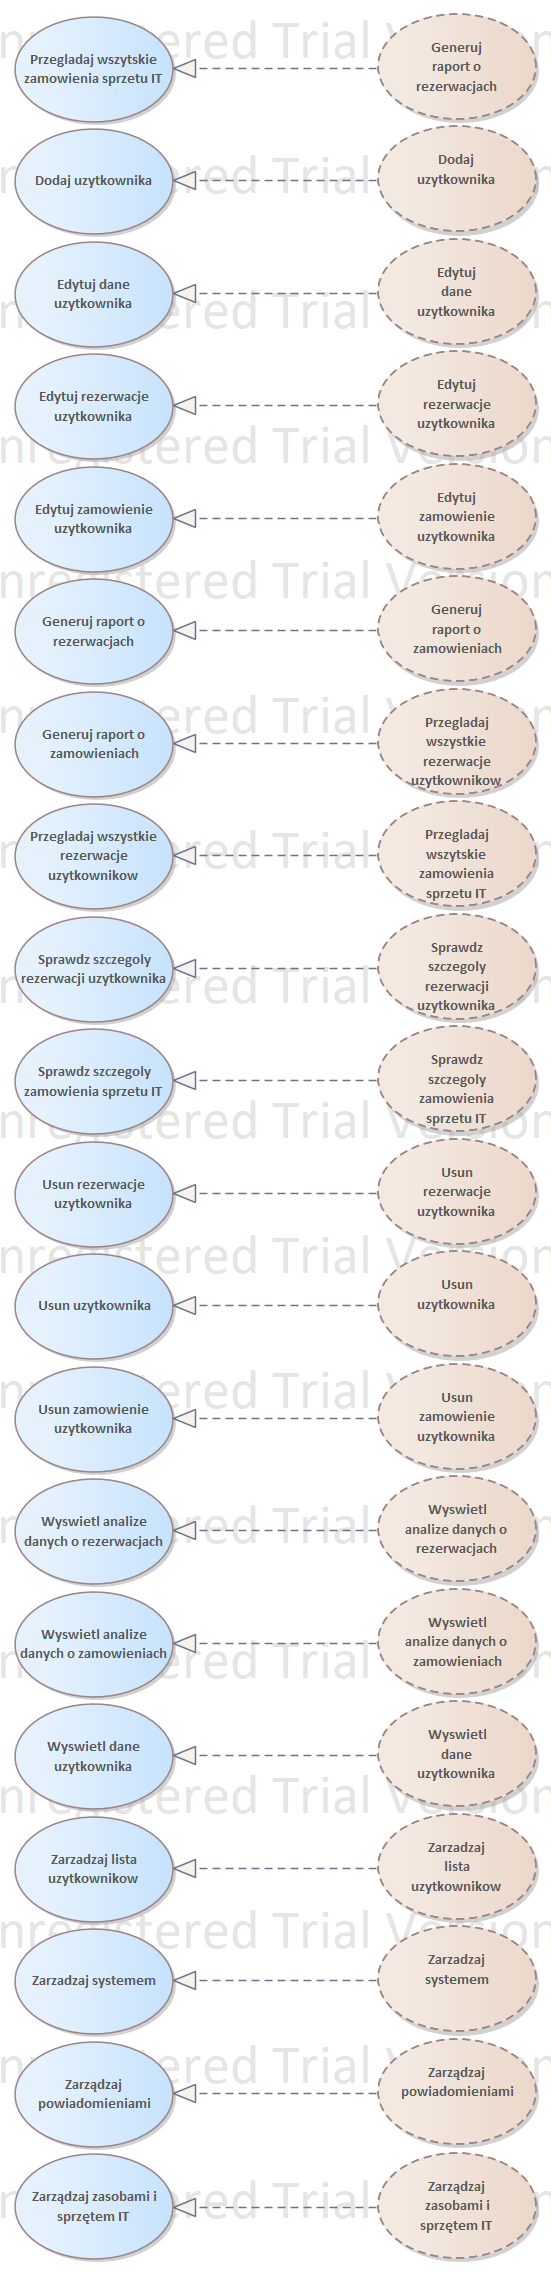 Przegladaj wszytskie
zamowienia sprzetu IT
Generuj
raport o
rezerwacjach
Dodaj uzytkownika
Dodaj
uzytkownika
Edytuj dane
uzytkownika
Edytuj
dane
uzytkownika
Edytuj rezerwacje
uzytkownika
Edytuj
rezerwacje
uzytkownika
Edytuj zamowienie
uzytkownika
Edytuj
zamowienie
uzytkownika
Generuj raport o
rezerwacjach
Generuj
raport o
zamowieniach
Generuj raport o
zamowieniach
Przegladaj
wszystkie
rezerwacje
uzytkownikow
Przegladaj wszystkie
rezerwacje
uzytkownikow
Przegladaj
wszytskie
zamowienia
sprzetu IT
Sprawdz szczegoly
rezerwacji uzytkownika
Sprawdz
szczegoly
rezerwacji
uzytkownika
Sprawdz szczegoly
zamowienia sprzetu IT
Sprawdz
szczegoly
zamowienia
sprzetu IT
Usun rezerwacje
uzytkownika
Usun
rezerwacje
uzytkownika
Usun uzytkownika
Usun
uzytkownika
Usun zamowienie
uzytkownika
Usun
zamowienie
uzytkownika
Wyswietl analize
danych o rezerwacjach
Wyswietl
analize danych o
rezerwacjach
Wyswietl analize
danych o zamowieniach
Wyswietl
analize danych o
zamowieniach
Wyswietl dane
uzytkownika
Wyswietl
dane
uzytkownika
Zarzadzaj lista
uzytkownikow
Zarzadzaj
lista
uzytkownikow
Zarzadzaj systemem
Zarzadzaj
systemem
Zarządzaj
powiadomieniami
Zarządzaj
powiadomieniami
Zarządzaj zasobami i
sprzętem IT
Zarządzaj
zasobami i
sprzętem IT